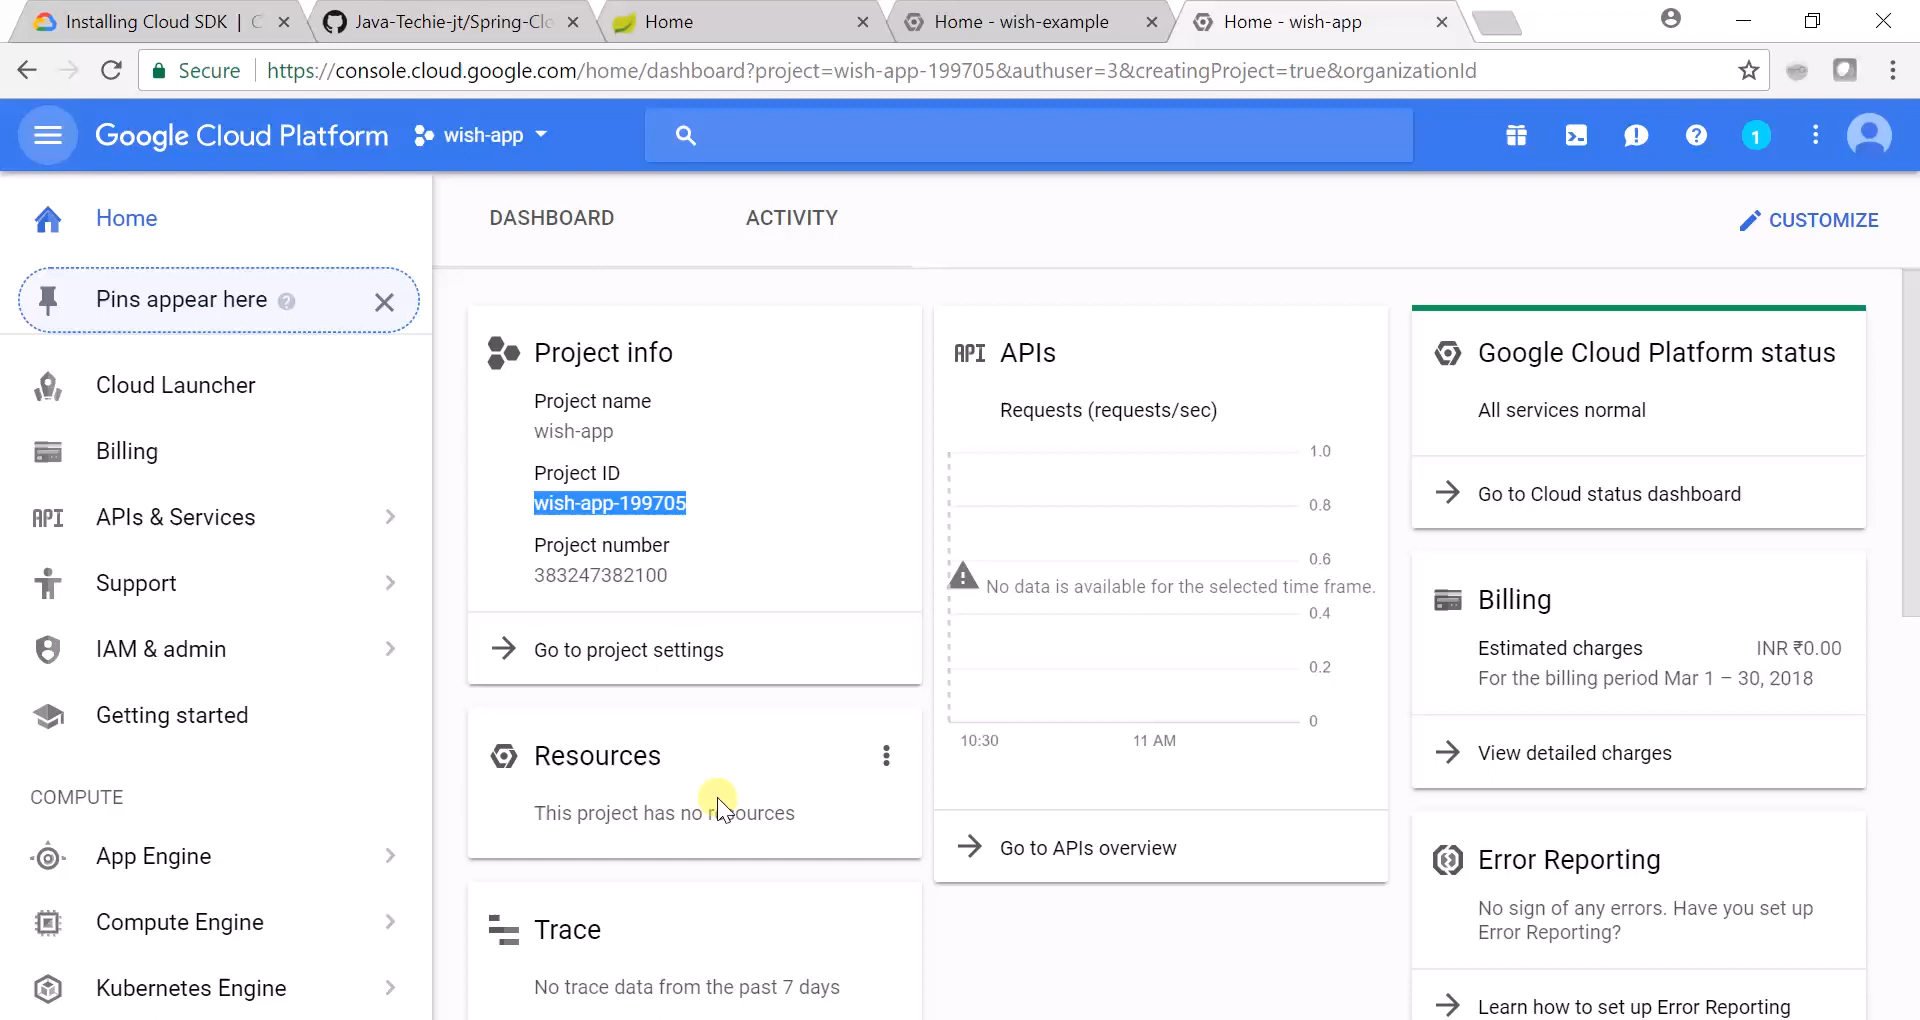 Installing Cloud SDK | C
Java-Techie-jt/Spring-Clo
Home
Home - wish-example
Home - wish-app
Secure
https://console.cloud.google.com/home/dashboard?project=wish-app-199705&authuser=3&creatingProject=true&organizationId
Google Cloud Platform
wish-app
1
Home
Pins appear here
Cloud Launcher
Billing
API
APIs & Services
Support
IAM & admin
Getting started
COMPUTE
App Engine
Compute Engine
Kubernetes Engine
DASHBOARD
ACTIVITY
CUSTOMIZE
Project info
Project name
wish-app
Project ID
wish-app-199705
Project number
383247382100
Go to project settings
Resources
This project has no resources
Trace
No trace data from the past 7 days
API
APIs
Requests (requests/sec)
1.0
0.8
0.6
No data is available for the selected time frame.
0.4
0.2
0
10:30
11 AM
Go to APIs overview
Google Cloud Platform status
All services normal
Go to Cloud status dashboard
Billing
Estimated charges
INR ₹0.00
For the billing period Mar 1 – 30, 2018
View detailed charges
Error Reporting
No sign of any errors. Have you set up
Error Reporting?
Learn how to set up Error Reporting